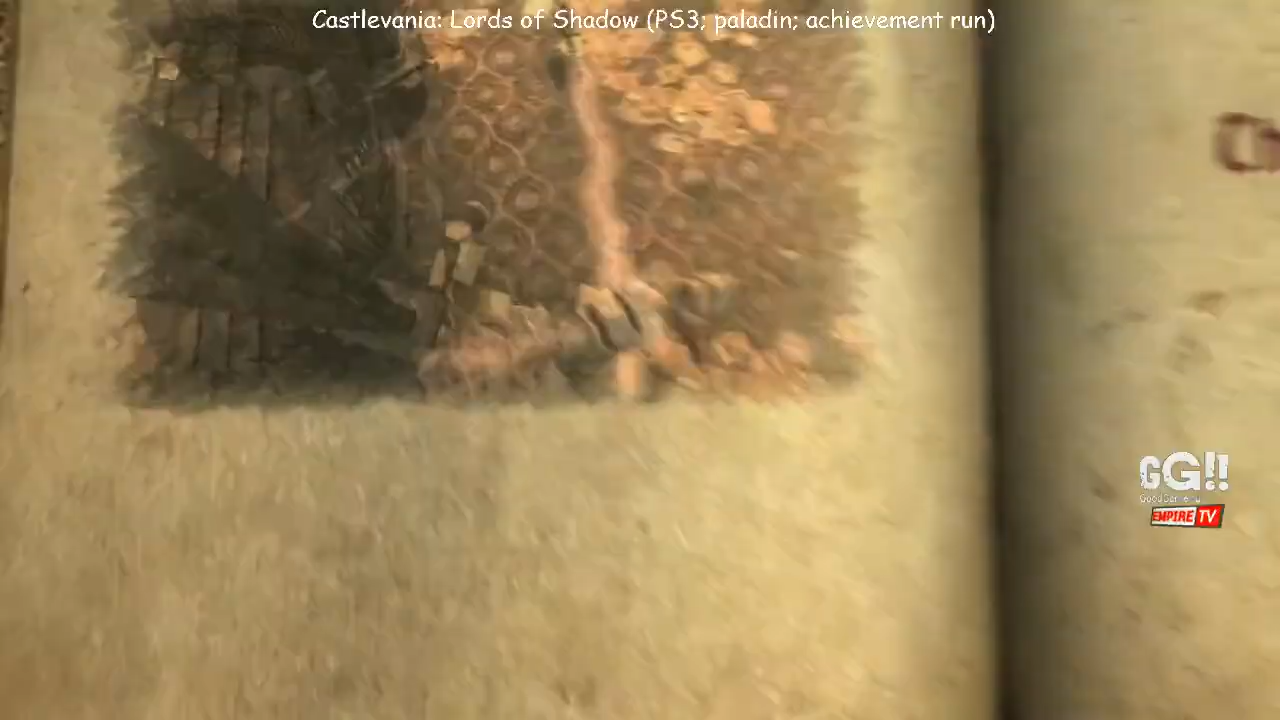 Castlevania: Lords of Shadow (PS3; paladin; achievement run)
GG!!
EMPIRE TV